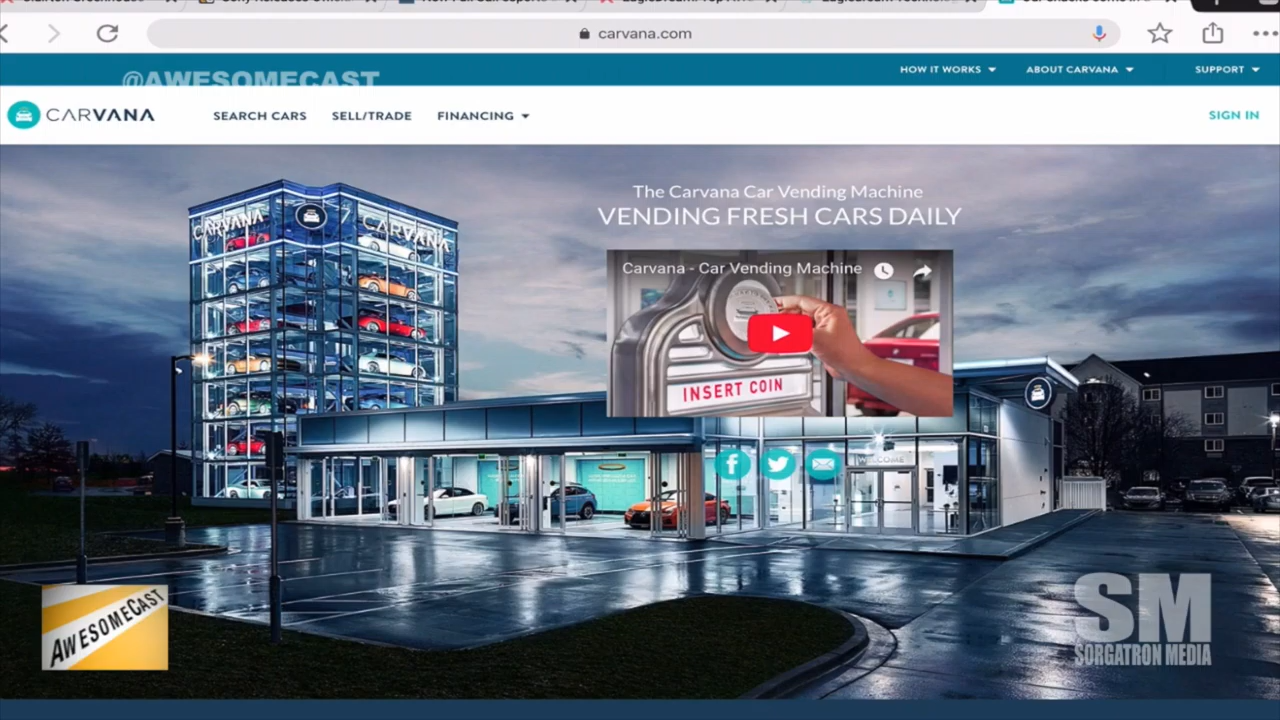 carvana.com
@AWESOMECAST
HOW IT WORKS
ABOUT CARVANA
SUPPORT
CARVANA
SEARCH CARS
SELL/TRADE
FINANCING
SIGN IN
The Carvana Car Vending Machine
VENDING FRESH CARS DAILY
CARVANA
CARVANA
Carvana - Car Vending Machine
INSERT COIN
WELCOME
AWESOMECAST
SM
SORGATRON MEDIA